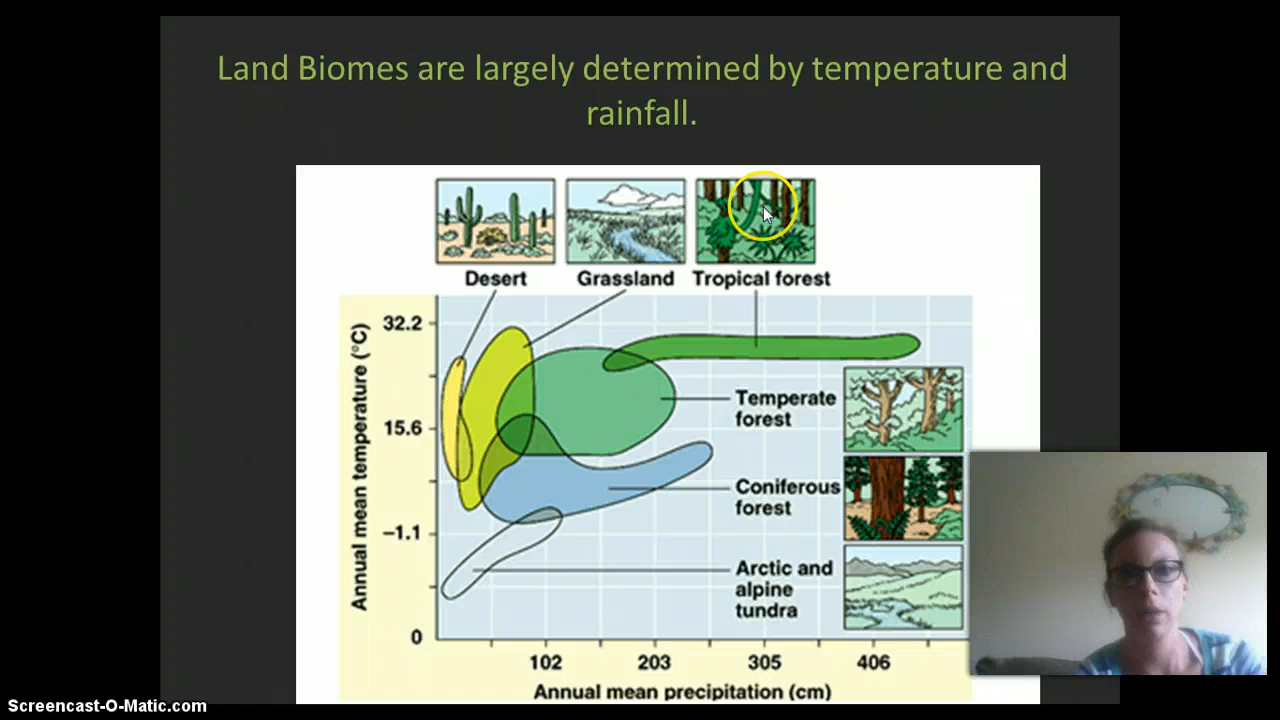 Land Biomes are largely determined by temperature and
rainfall.
Desert
Grassland
Tropical forest
Annual mean temperature (°C)
32.2
15.6
−1.1
0
Temperate
forest
Coniferous
forest
Arctic and
alpine
tundra
102
203
305
406
Annual mean precipitation (cm)
Screencast-O-Matic.com